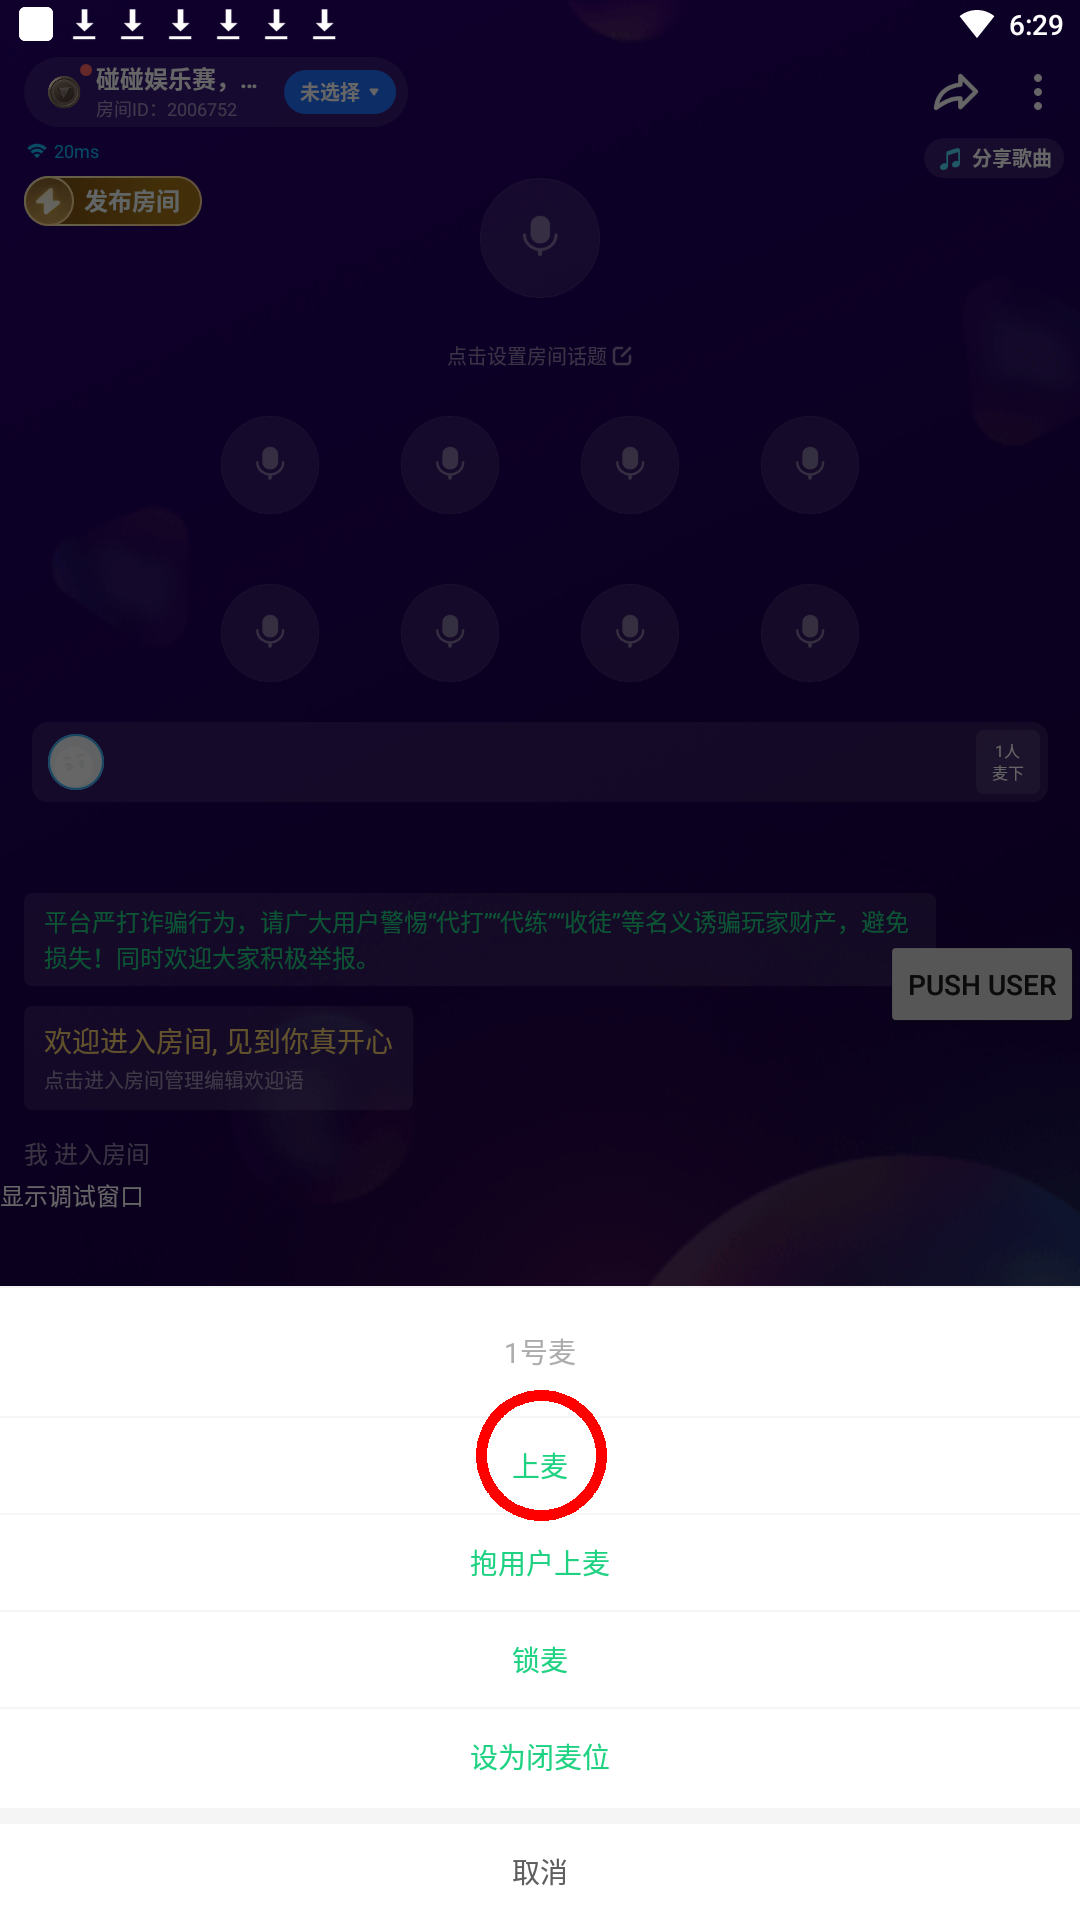 6:29
碰碰娱乐赛，...
未选择
房间ID：2006752
20ms
分享歌曲
发布房间
点击设置房间话题
1人
麦下
平台严打诈骗行为，请广大用户警惕“代打”“代练”“收徒”等名义诱骗玩家财产，避免
损失！同时欢迎大家积极举报。
PUSH USER
欢迎进入房间, 见到你真开心
点击进入房间管理编辑欢迎语
我 进入房间
显示调试窗口
1号麦
上麦
抱用户上麦
锁麦
设为闭麦位
取消